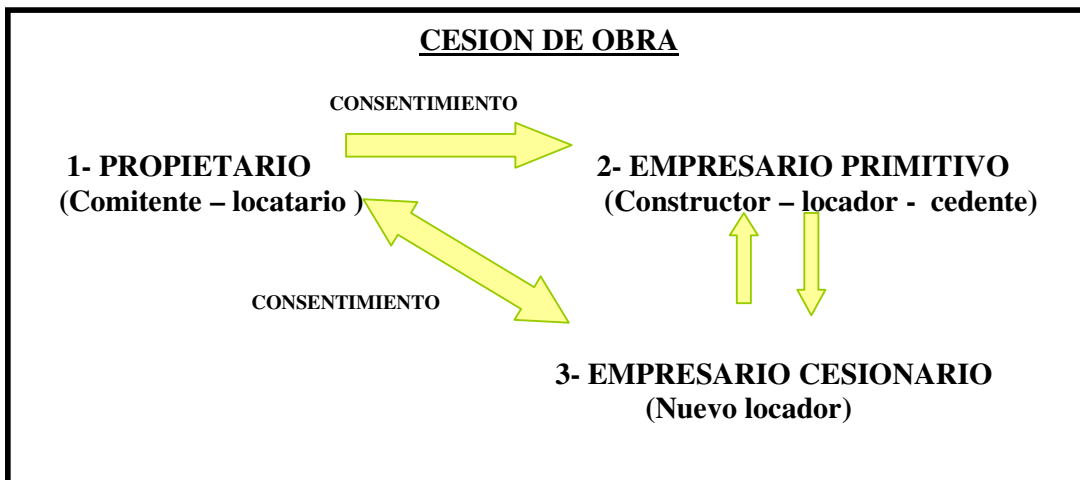 CESION DE OBRA
CONSENTIMIENTO
1- PROPIETARIO
(Comitente – locatario )
2- EMPRESARIO PRIMITIVO
(Constructor – locador - cedente)
CONSENTIMIENTO
3- EMPRESARIO CESIONARIO
(Nuevo locador)